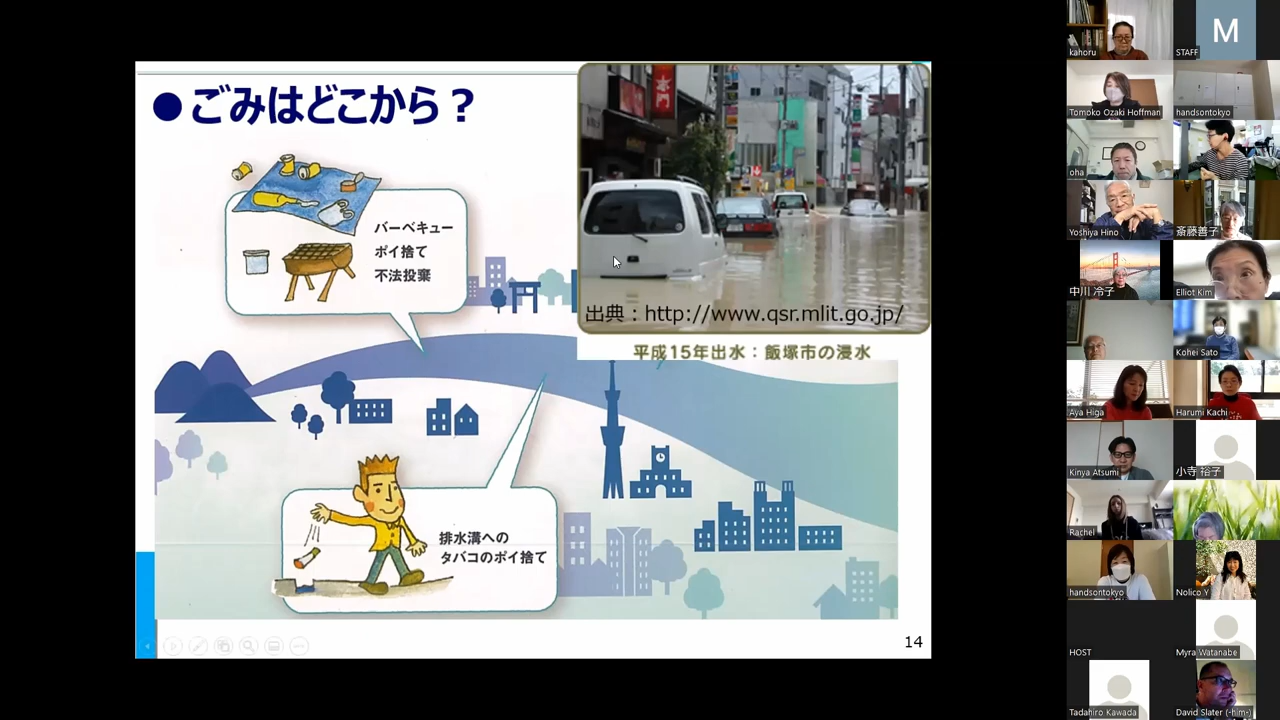 ●ごみはどこから？
バーベキュー
ポイ捨て
不法投棄
出典：http://www.qsr.mlit.go.jp/
平成15年出水：飯塚市の浸水
排水溝への
タバコのポイ捨て
14
kahoru
M
STAFF
Tomoko Ozaki Hoffman
handsontokyo
oha
Yoshiya Hino
斎藤善子
中川 冷子
Elliot Kim
Kohei Sato
Aya Higa
Harumi Kachi
Kinya Atsumi
小寺 裕子
Rachel
handsontokyo
Nolico Y
HOST
Myra Watanabe
Tadahiro Kawada
David Slater (-him-)